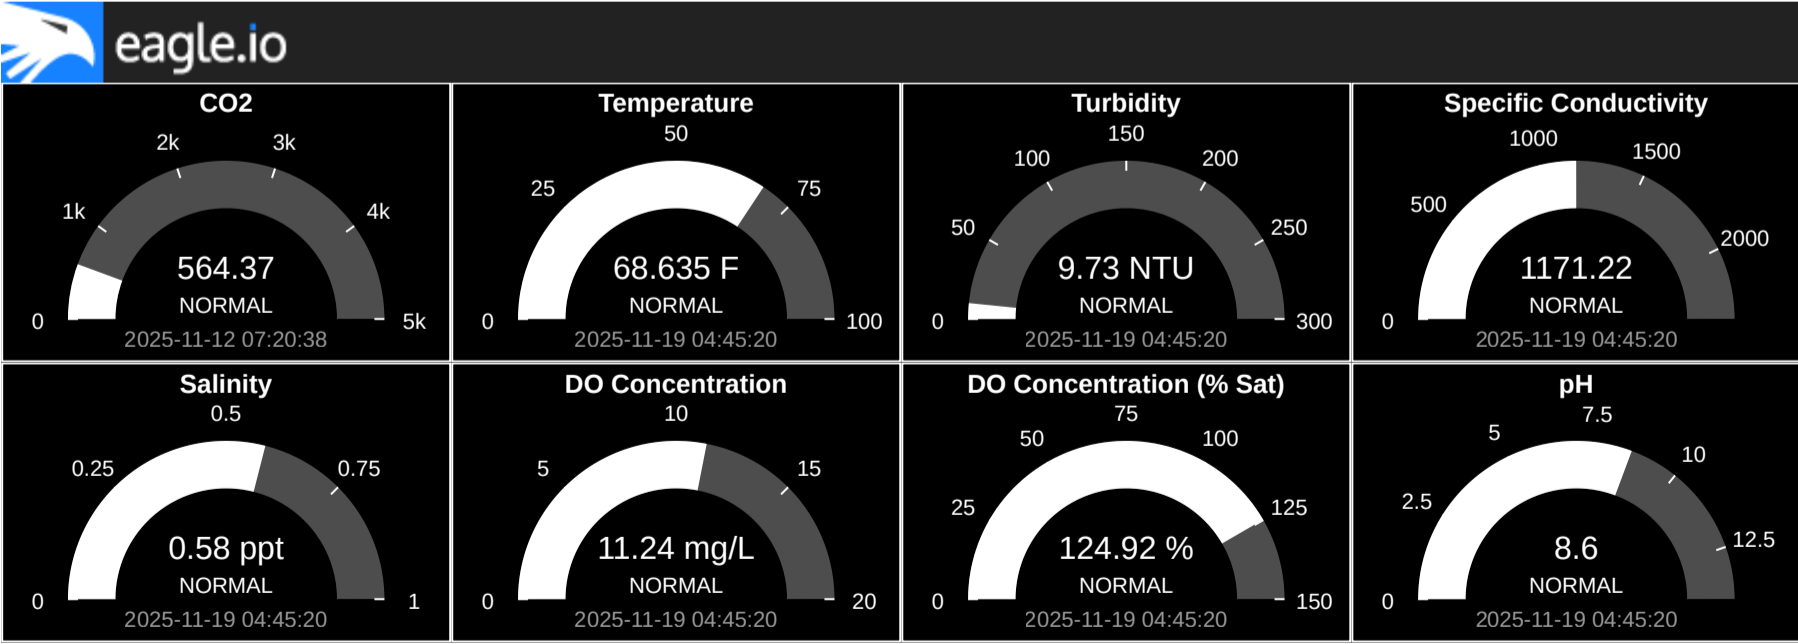 eagle.io
CO2
2k
3k
1k
4k
564.37
NORMAL
0
5k
2025-11-12 07:20:38
Temperature
50
25
75
68.635 F
NORMAL
0
100
2025-11-19 04:45:20
Turbidity
150
100
200
50
250
9.73 NTU
NORMAL
0
300
2025-11-19 04:45:20
Specific Conductivity
1000
1500
500
2000
1171.22
NORMAL
0
2025-11-19 04:45:20
Salinity
0.5
0.25
0.75
0.58 ppt
NORMAL
0
1
2025-11-19 04:45:20
DO Concentration
10
5
15
11.24 mg/L
NORMAL
0
20
2025-11-19 04:45:20
DO Concentration (% Sat)
75
50
100
25
125
124.92 %
NORMAL
0
150
2025-11-19 04:45:20
pH
7.5
5
10
2.5
12.5
8.6
NORMAL
0
2025-11-19 04:45:20